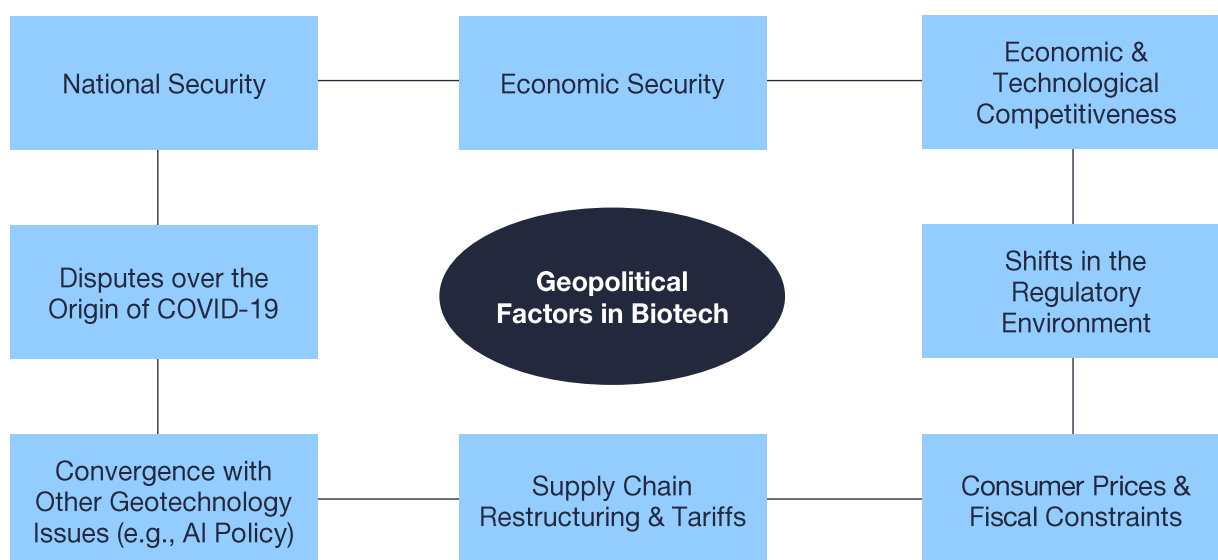 National Security
Economic Security
Economic &
Technological
Competitiveness
Disputes over the
Origin of COVID-19
Geopolitical
Factors in Biotech
Shifts in the
Regulatory
Environment
Convergence with
Other Geotechnology
Issues (e.g., AI Policy)
Supply Chain
Restructuring & Tariffs
Consumer Prices &
Fiscal Constraints